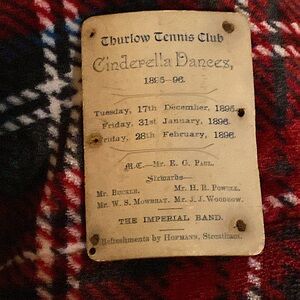 Thurlow Tennis Club
Cinderella Dances,
1895–96.
Tuesday, 17th December, 1895.
Friday, 31st January, 1896.
Friday, 28th February, 1896.
M.C.—Mr. E. G. Paul.
Stewards—
Mr. Buckle. Mr. H. R. Powell.
Mr. W. S. Mowbray. Mr. J. J. Woodrow.
THE IMPERIAL BAND.
Refreshments by Hofmann, Streatham.